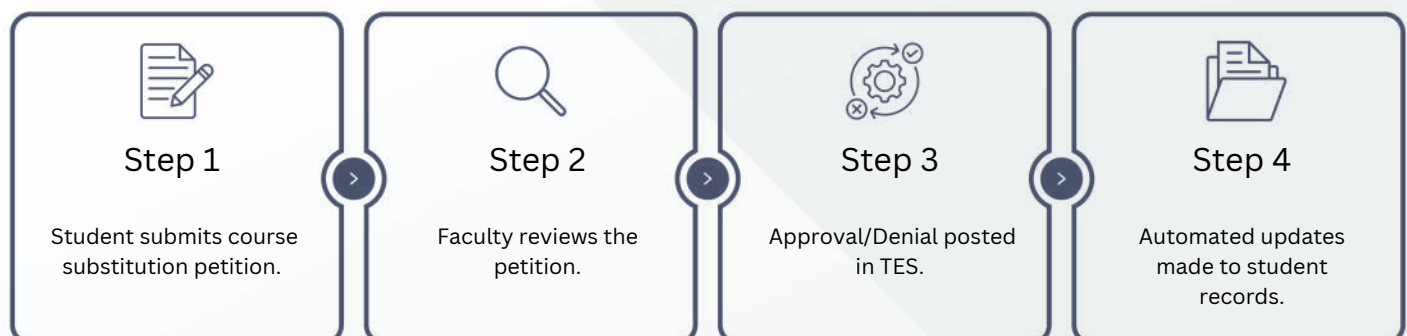 Step 1
Student submits course
substitution petition.
Step 2
Faculty reviews the
petition.
Step 3
Approval/Denial posted
in TES.
Step 4
Automated updates
made to student
records.